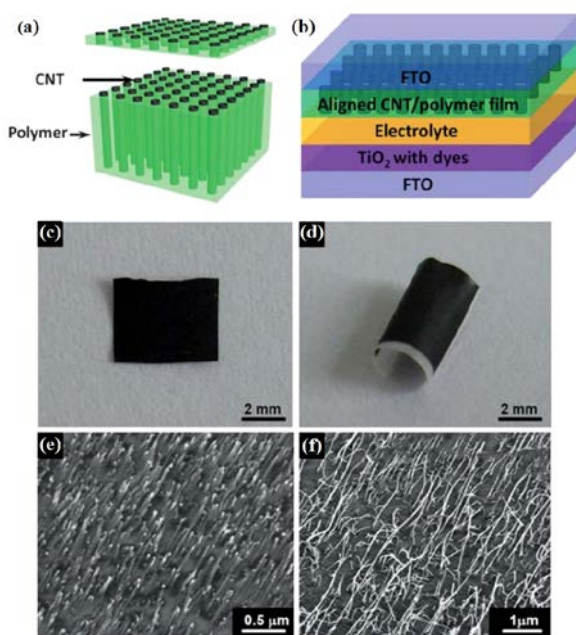 (a)
CNT
Polymer
(b)
FTO
Aligned CNT/polymer film
Electrolyte
TiO₂ with dyes
FTO
(c)
2 mm
(d)
2 mm
(e)
0.5 μm
(f)
1μm